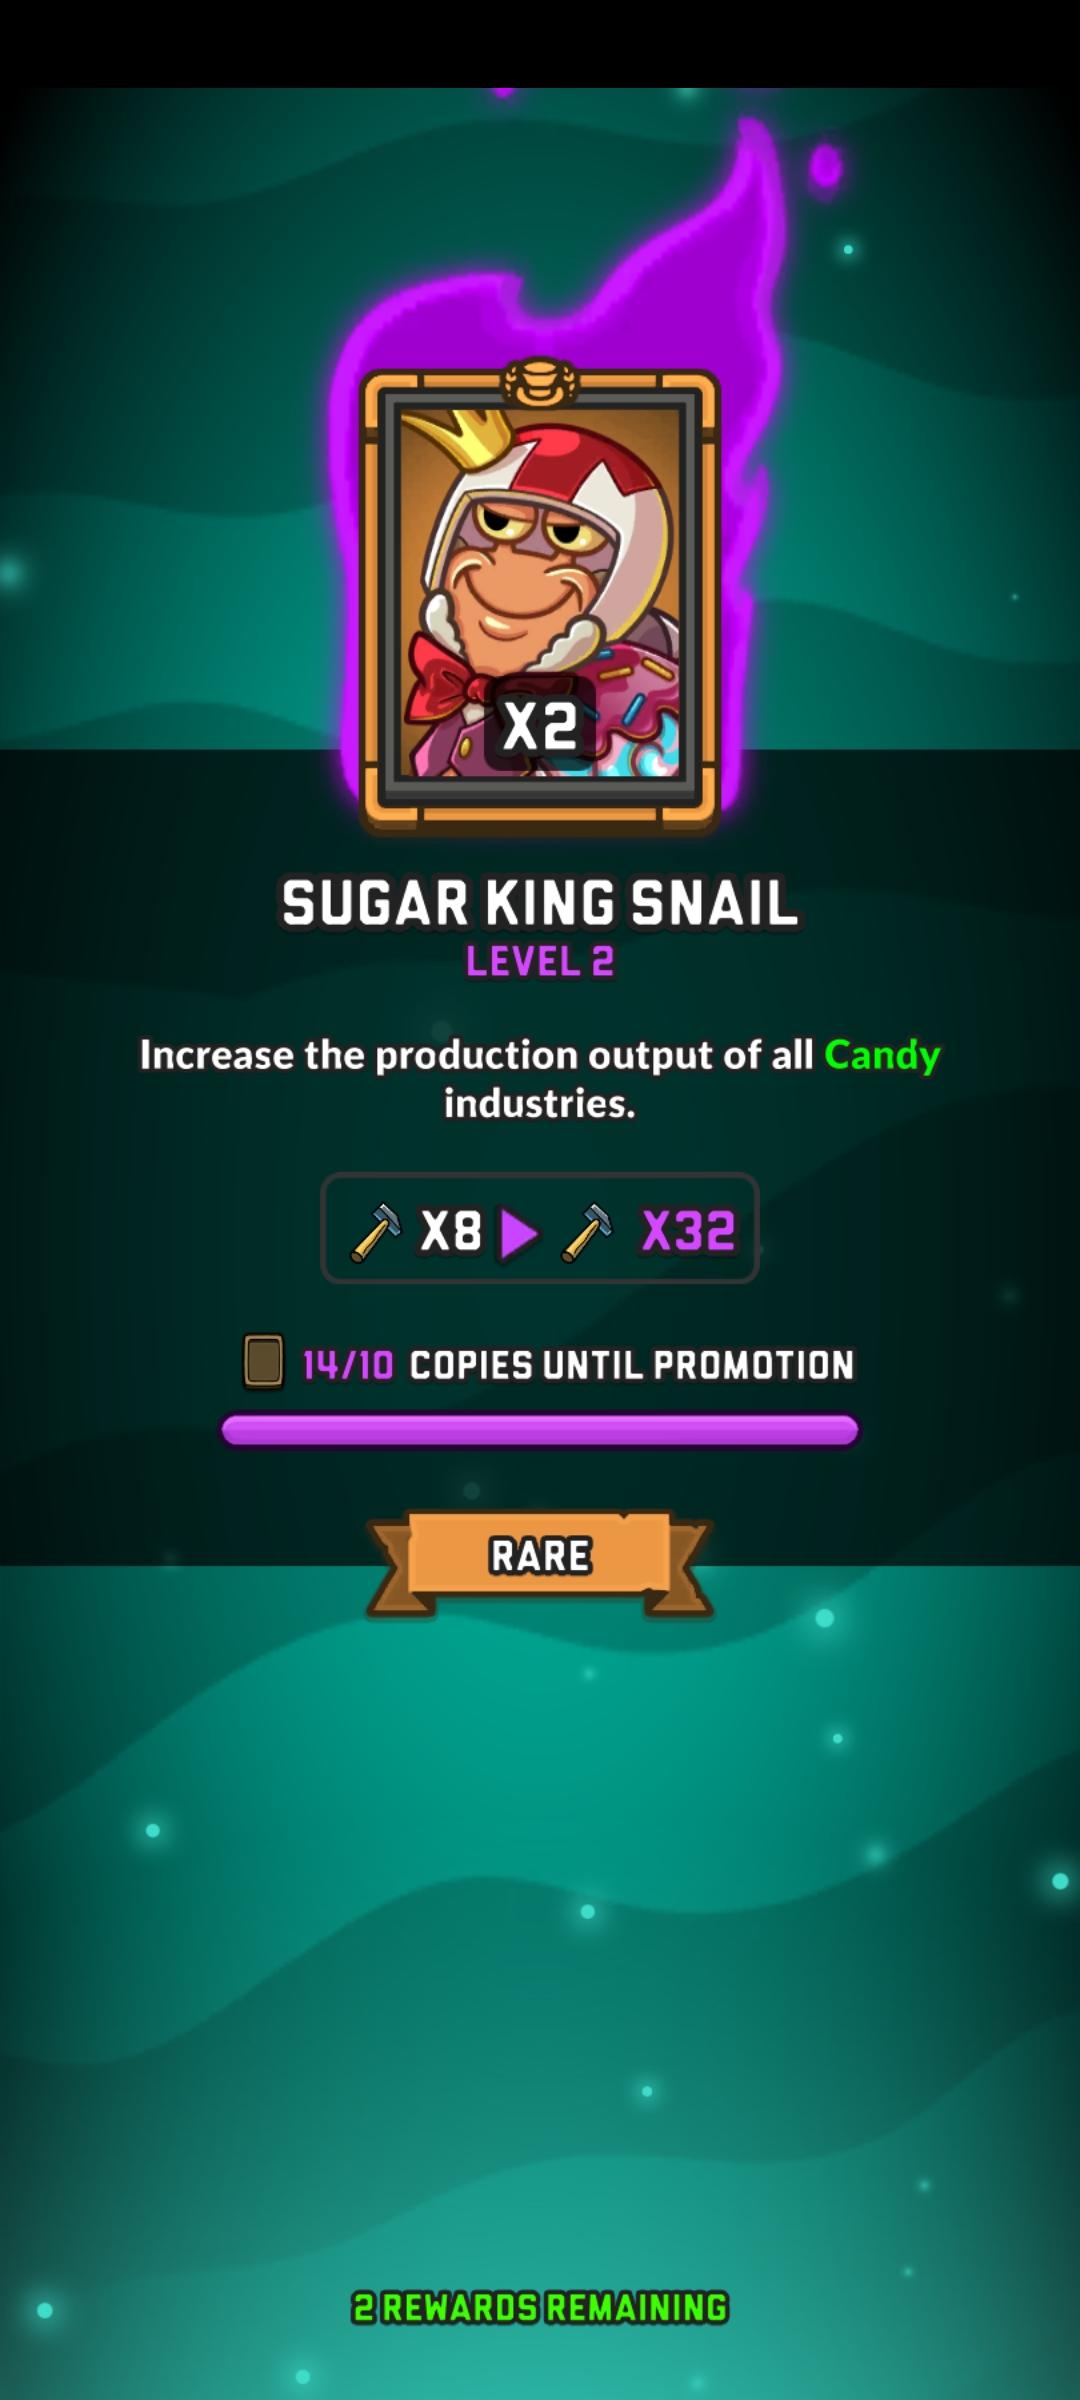 X2
SUGAR KING SNAIL
LEVEL 2
Increase the production output of all Candy
industries.
X8 X32
14/10 COPIES UNTIL PROMOTION
RARE
2 REWARDS REMAINING